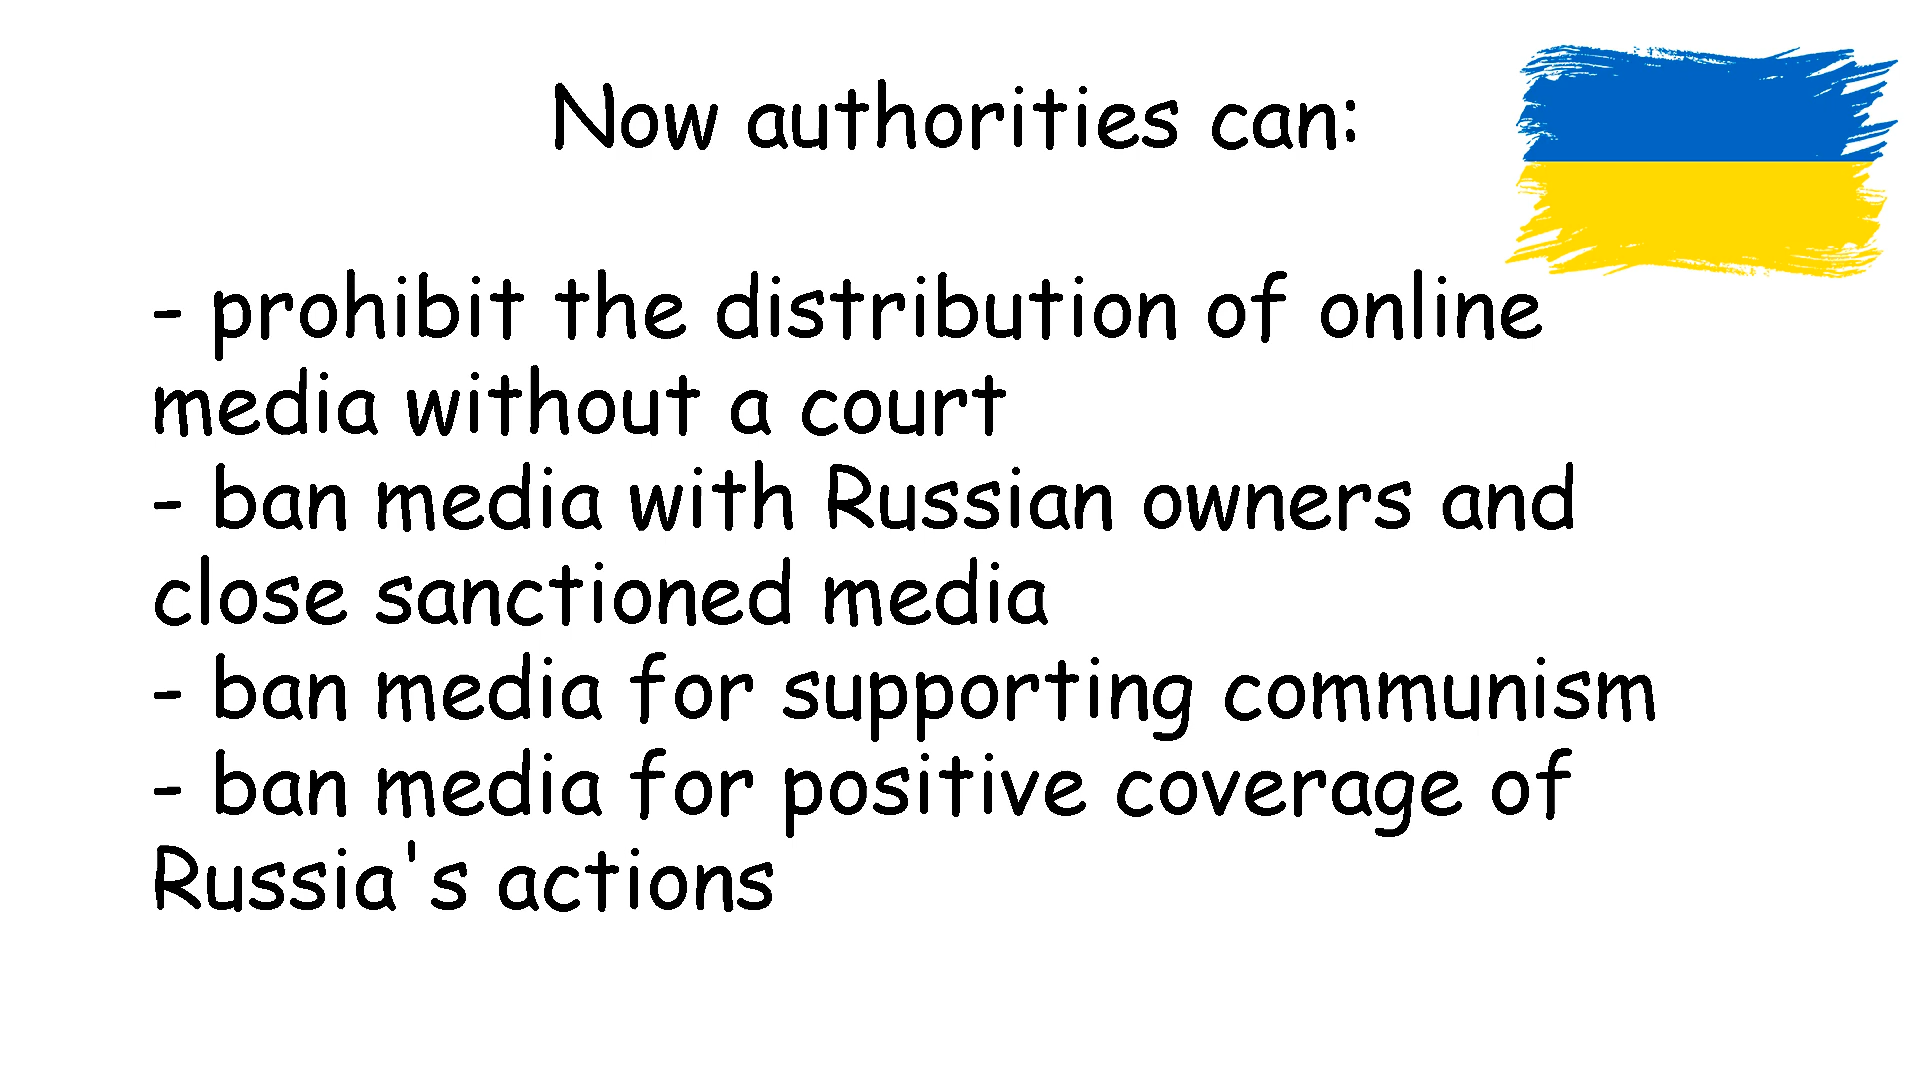 Now authorities can:
- prohibit the distribution of online
media without a court
- ban media with Russian owners and
close sanctioned media
- ban media for supporting communism
- ban media for positive coverage of
Russia's actions